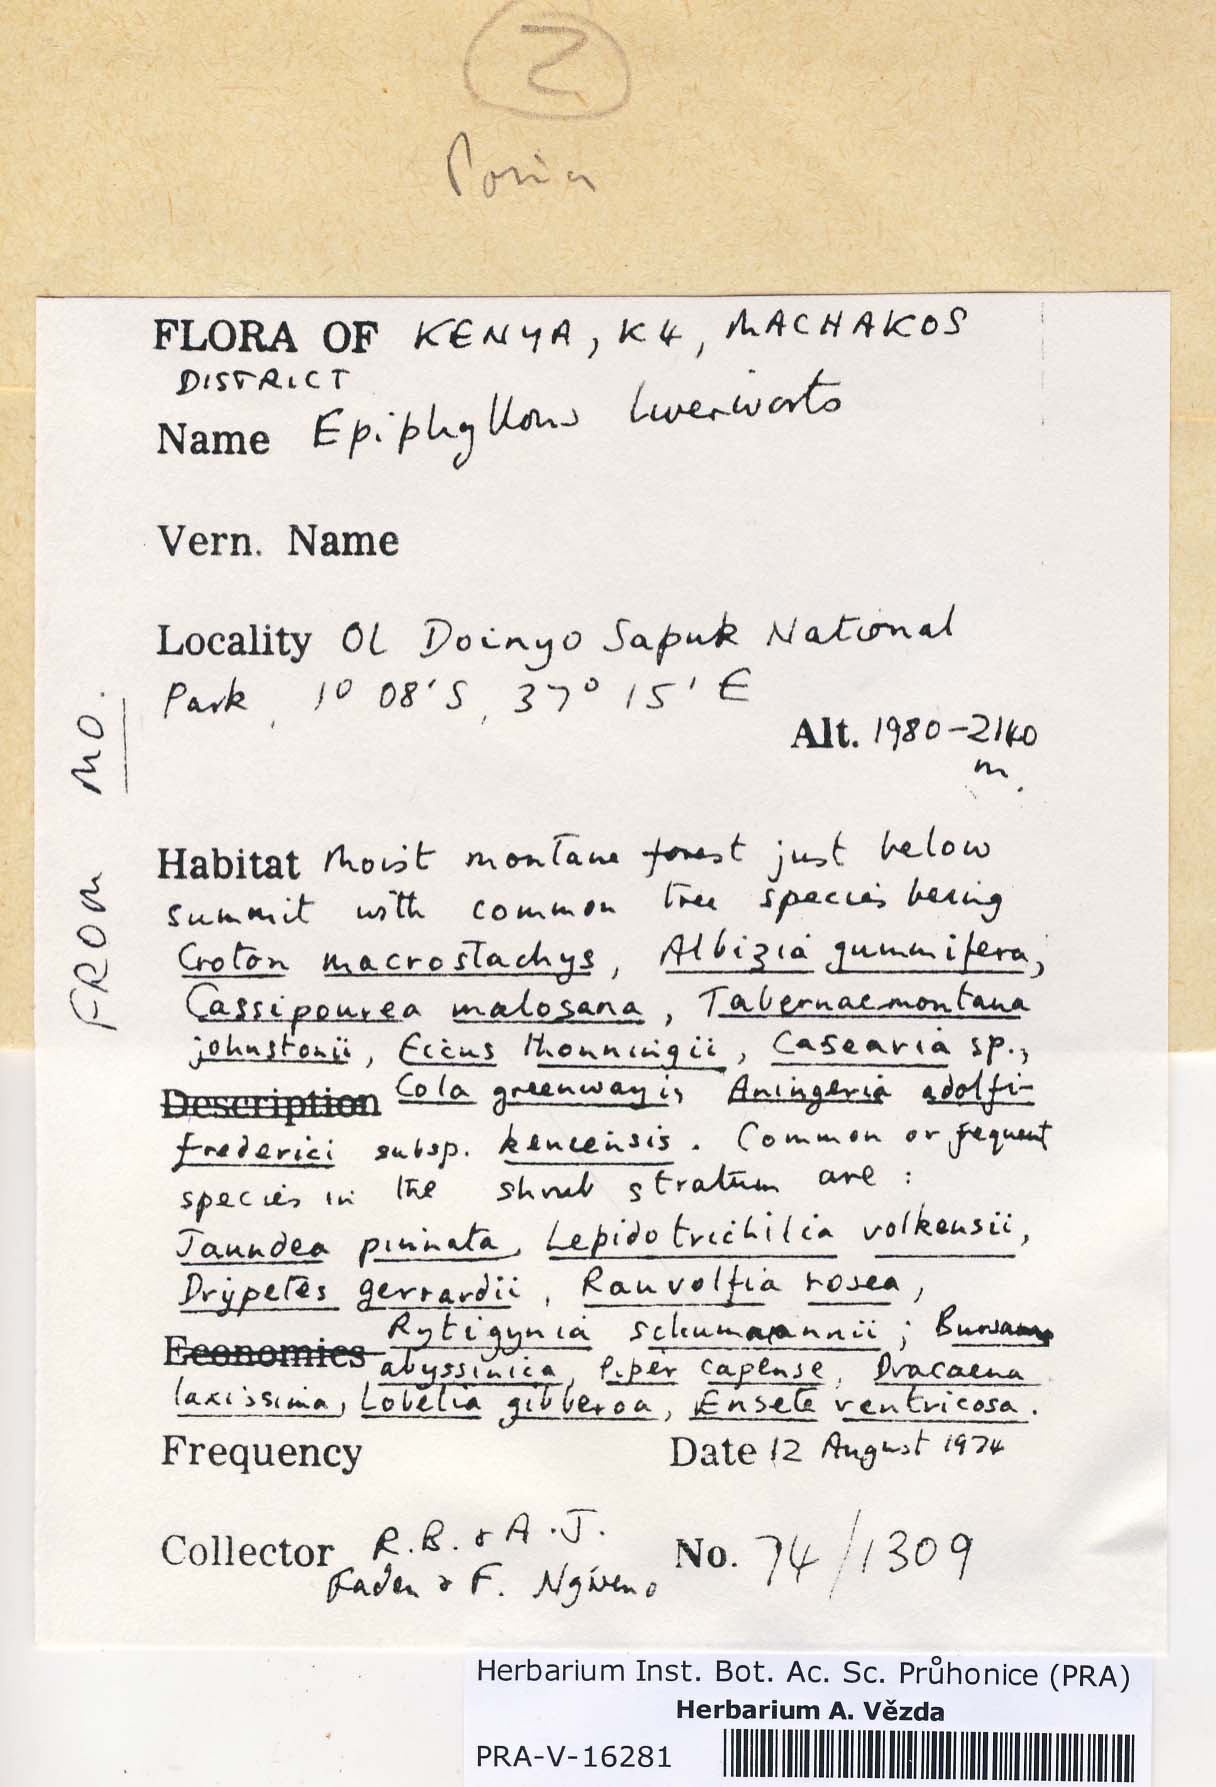 2
Poria
FLORA OF KENYA, K4, MACHAKOS
DISTRICT
Name Epiphyllous liverworts
Vern. Name
Locality OL Doinyo Sapuk National
Park, 1° 08'S, 37° 15' E
Alt. 1980-2140
m.
FROM MO.
Habitat Moist montane forest just below
summit with common tree species being
Croton macrostachys, Albizia gummifera,
Cassipourea malosana, Tabernaemontana
johnstonii, Ficus thonningii, Casearia sp.,
Description Cola greenwayi, Aningeria adolfi-
frederici subsp. keniensis. Common or frequent
species in the shrub stratum are:
Jaundea pinnata, Lepidotrichilia volkensii,
Drypetes gerrardii, Rauvolfia rosea,
Rytigynia schumannii;
Economics abyssinica, Piper capense, Dracaena
laxissima, Lobelia gibberoa, Ensete ventricosa.
Frequency Date 12 August 1974
Collector R.B. & A.J. No. 74/1309
Faden & F. Ngweno
Herbarium Inst. Bot. Ac. Sc. Průhonice (PRA)
Herbarium A. Vězda
PRA-V-16281